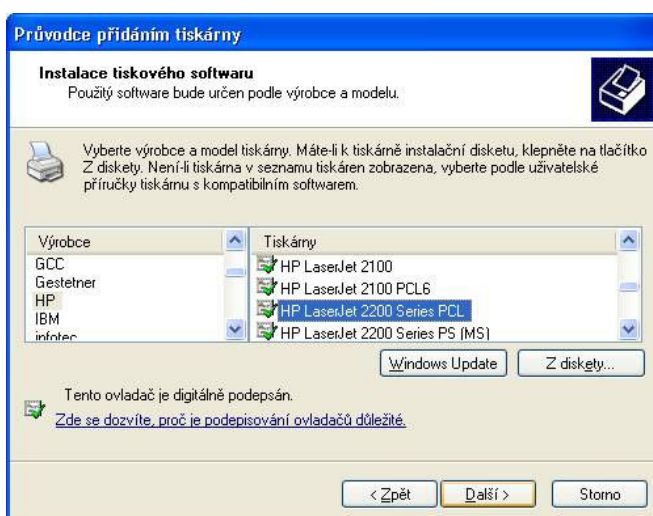 Průvodce přidáním tiskárny
Instalace tiskového softwaru
Použitý software bude určen podle výrobce a modelu.
Vyberte výrobce a model tiskárny. Máte-li k tiskárně instalační disketu, klepněte na tlačítko
Z diskety. Není-li tiskárna v seznamu tiskáren zobrazena, vyberte podle uživatelské
příručky tiskárnu s kompatibilním softwarem.
Výrobce
GCC
Gestetner
HP
IBM
infotec
Tiskárny
HP LaserJet 2100
HP LaserJet 2100 PCL6
HP LaserJet 2200 Series PCL
HP LaserJet 2200 Series PS (MS)
Windows Update
Z diskety...
Tento ovladač je digitálně podepsán.
Zde se dozvíte, proč je podepisování ovladačů důležité.
< Zpět
Další >
Storno